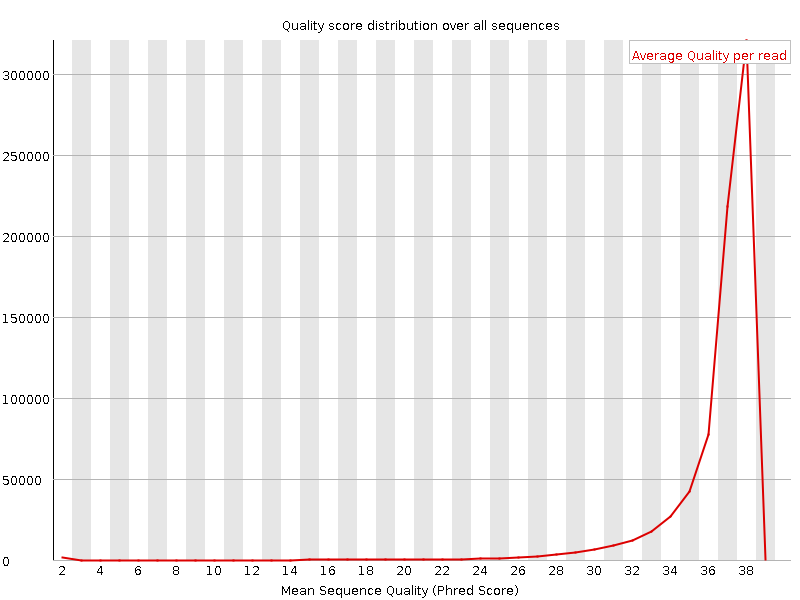 Quality score distribution over all sequences
Average Quality per read
300000
250000
200000
150000
100000
50000
0
2 4 6 8 10 12 14 16 18 20 22 24 26 28 30 32 34 36 38
Mean Sequence Quality (Phred Score)